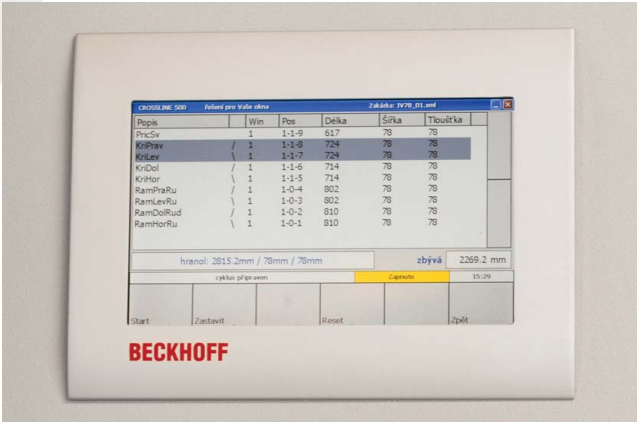 CROSSLINE 500 řešení pro Vaše okna Zakázka: IV78_01.xml
Popis Win Pos Délka Šířka Tloušťka
PricSv 1 1-1-9 617 78 78
KriPrav / 1 1-1-8 724 78 78
KriLev \ 1 1-1-7 724 78 78
KriDol / 1 1-1-6 714 78 78
KriHor \ 1 1-1-5 714 78 78
RamPraRu / 1 1-0-4 802 78 78
RamLevRu \ 1 1-0-3 802 78 78
RamDolRud / 1 1-0-2 810 78 78
RamHorRu \ 1 1-0-1 810 78 78
hranol: 2815.2mm / 78mm / 78mm zbývá 2269.2 mm
cyklus připraven Zapnuto 15:29
Start Zastavit Reset Zpět
BECKHOFF